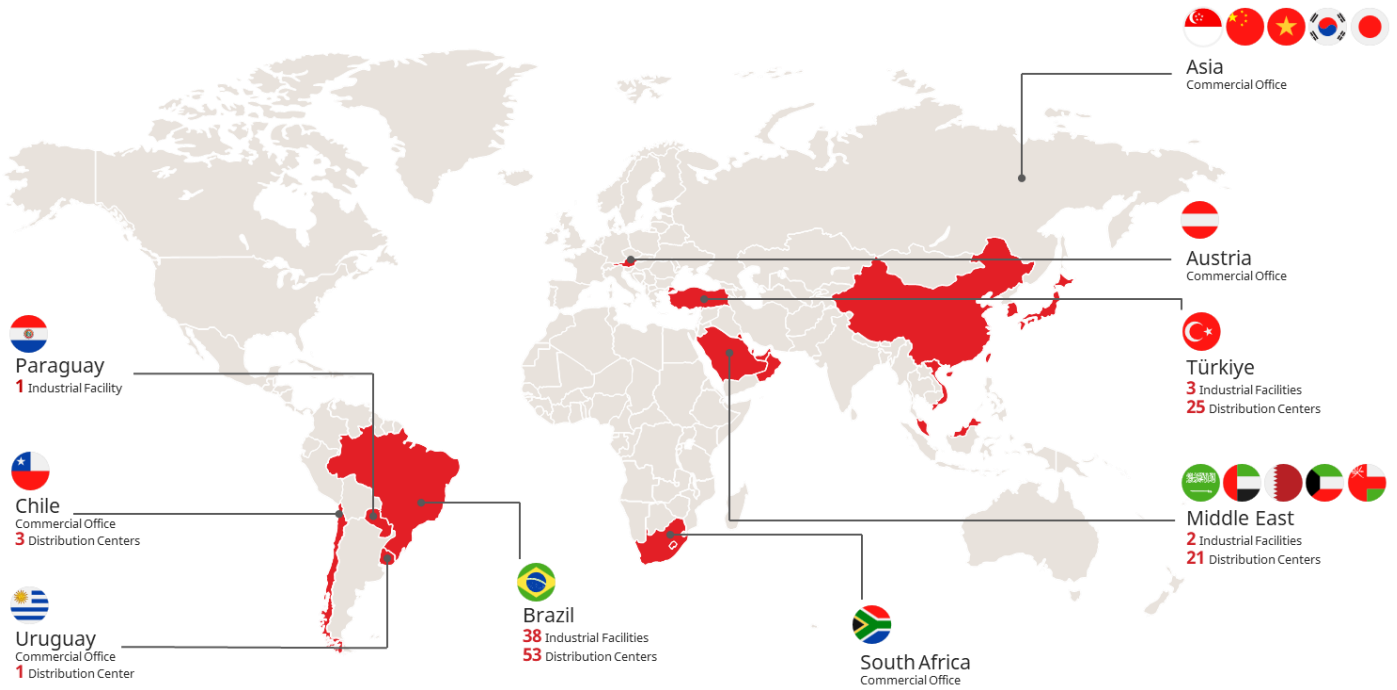 Asia
Commercial Office
Austria
Commercial Office
Türkiye
3 Industrial Facilities
25 Distribution Centers
Middle East
2 Industrial Facilities
21 Distribution Centers
Paraguay
1 Industrial Facility
Chile
Commercial Office
3 Distribution Centers
Uruguay
Commercial Office
1 Distribution Center
Brazil
38 Industrial Facilities
53 Distribution Centers
South Africa
Commercial Office